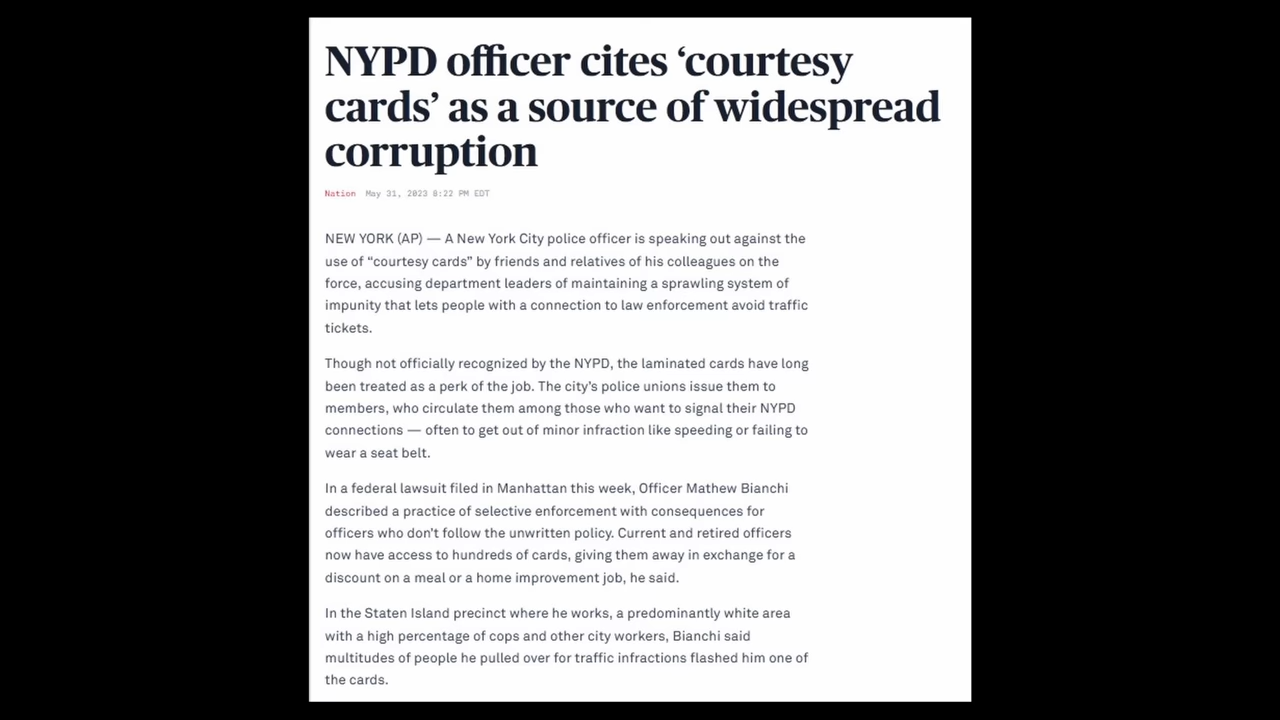 NYPD officer cites ‘courtesy
cards’ as a source of widespread
corruption
Nation May 31, 2023 8:22 PM EDT
NEW YORK (AP) — A New York City police officer is speaking out against the
use of “courtesy cards” by friends and relatives of his colleagues on the
force, accusing department leaders of maintaining a sprawling system of
impunity that lets people with a connection to law enforcement avoid traffic
tickets.
Though not officially recognized by the NYPD, the laminated cards have long
been treated as a perk of the job. The city’s police unions issue them to
members, who circulate them among those who want to signal their NYPD
connections — often to get out of minor infraction like speeding or failing to
wear a seat belt.
In a federal lawsuit filed in Manhattan this week, Officer Mathew Bianchi
described a practice of selective enforcement with consequences for
officers who don’t follow the unwritten policy. Current and retired officers
now have access to hundreds of cards, giving them away in exchange for a
discount on a meal or a home improvement job, he said.
In the Staten Island precinct where he works, a predominantly white area
with a high percentage of cops and other city workers, Bianchi said
multitudes of people he pulled over for traffic infractions flashed him one of
the cards.